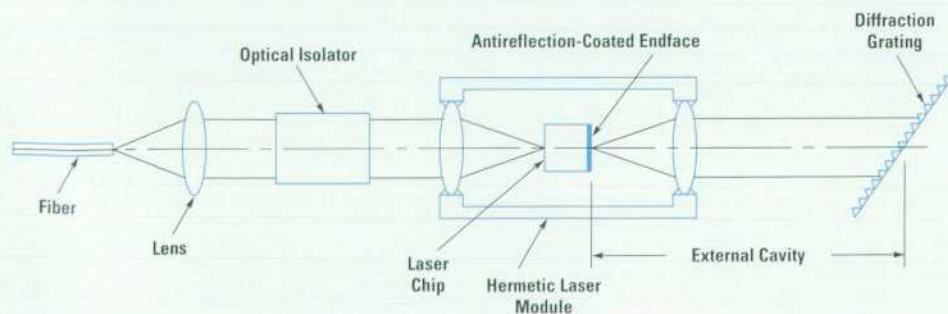 Diffraction
Grating
Antireflection-Coated Endface
Optical Isolator
Fiber
Lens
Laser
Chip
Hermetic Laser
Module
External Cavity